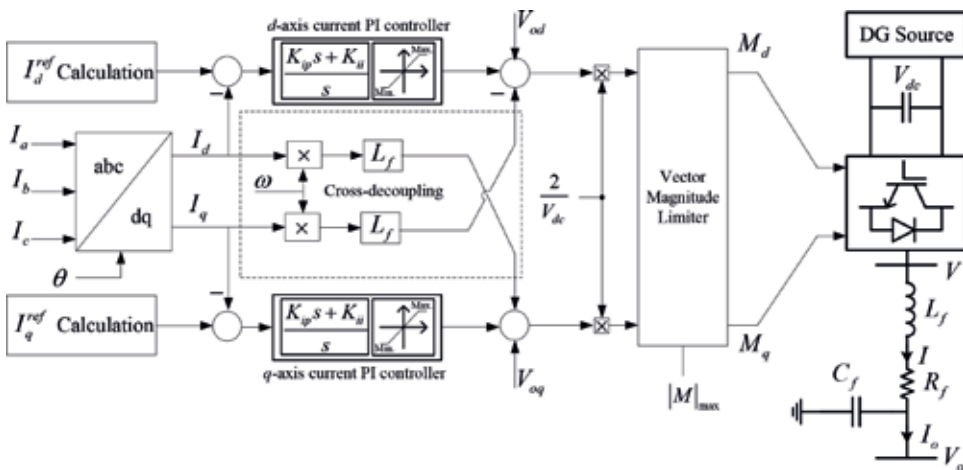 d-axis current PI controller
V_od
DG Source
I_d^ref Calculation
K_ip s + K_ii
s
Max.
Min.
M_d
V_dc
I_a
I_b
I_c
abc
dq
θ
I_d
I_q
ω
×
×
L_f
L_f
Cross-decoupling
2
V_dc
×
×
Vector
Magnitude
Limiter
V
L_f
I
R_f
C_f
I_o
V_o
I_q^ref Calculation
K_ip s + K_ii
s
Max.
Min.
q-axis current PI controller
V_oq
M_q
|M|max
−
−
−